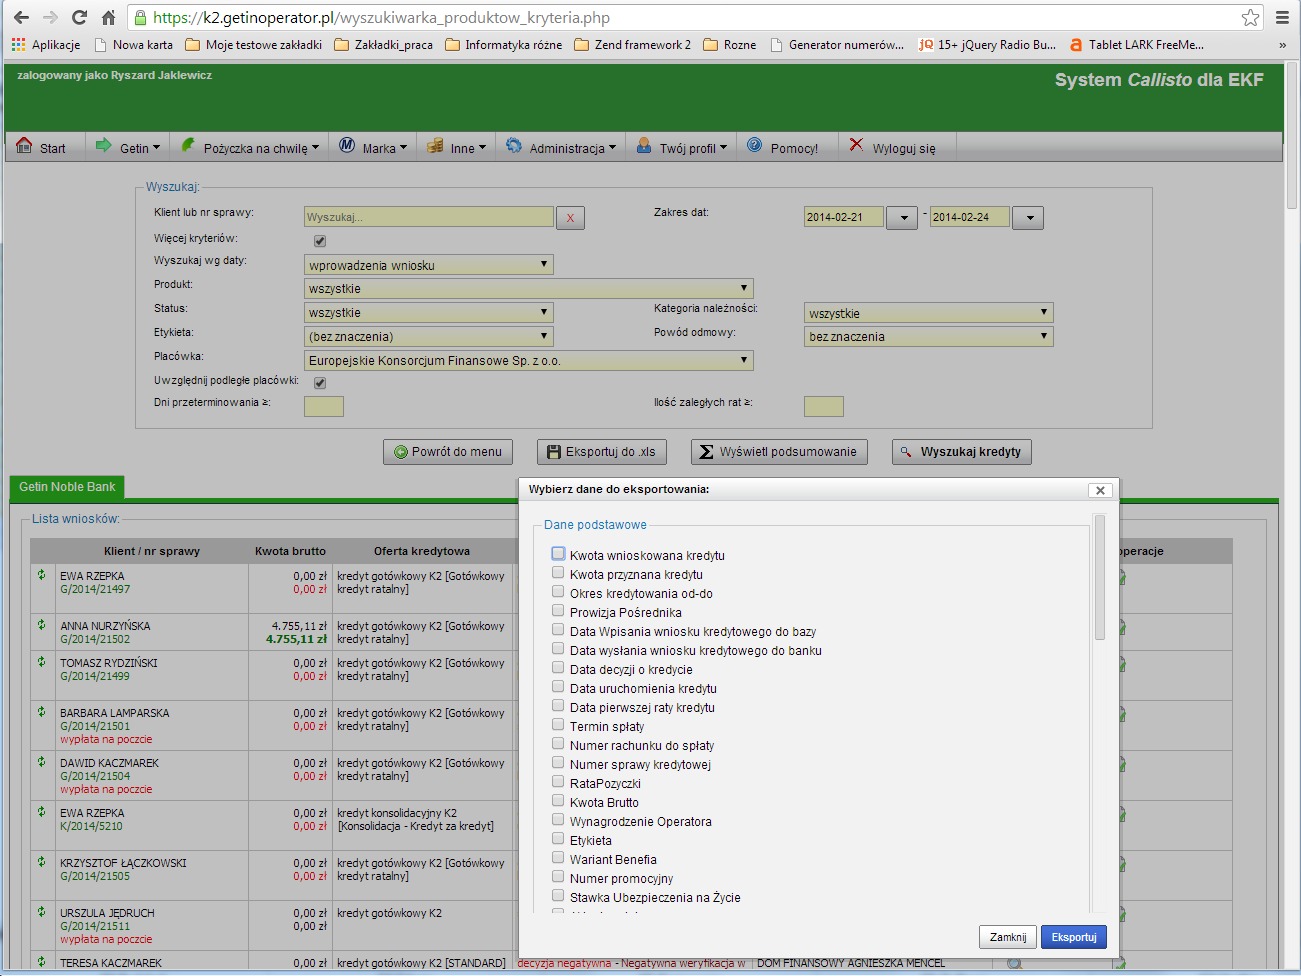 https://k2.getinoperator.pl/wyszukiwarka_produktow_kryteria.php
Aplikacje Nowa karta Moje testowe zakładki Zakładki_praca Informatyka różne Zend framework 2 Rozne Generator numerów... jQ 15+ jQuery Radio Bu... a Tablet LARK FreeMe... »
zalogowany jako Ryszard Jaklewicz
System Callisto dla EKF
Start Getin Pożyczka na chwilę Marka Inne Administracja Twój profil Pomocy! Wyloguj się
Wyszukaj:
Klient lub nr sprawy: Wyszukaj... X Zakres dat: 2014-02-21 - 2014-02-24
Więcej kryteriów:
Wyszukaj wg daty: wprowadzenia wniosku
Produkt: wszystkie
Status: wszystkie Kategoria należności: wszystkie
Etykieta: (bez znaczenia) Powód odmowy: bez znaczenia
Placówka: Europejskie Konsorcjum Finansowe Sp. z o.o.
Uwzględnij podległe placówki:
Dni przeterminowania ≥: Ilość zaległych rat ≥:
Powrót do menu Eksportuj do .xls Wyświetl podsumowanie Wyszukaj kredyty
Getin Noble Bank
Lista wniosków:
Klient / nr sprawy Kwota brutto Oferta kredytowa operacje
EWA RZEPKA 0,00 zł kredyt gotówkowy K2 [Gotówkowy
G/2014/21497 0,00 zł kredyt ratalny]
ANNA NURZYŃSKA 4.755,11 zł kredyt gotówkowy K2 [Gotówkowy
G/2014/21502 4.755,11 zł kredyt ratalny]
TOMASZ RYDZIŃSKI 0,00 zł kredyt gotówkowy K2 [Gotówkowy
G/2014/21499 0,00 zł kredyt ratalny]
BARBARA LAMPARSKA 0,00 zł kredyt gotówkowy K2 [Gotówkowy
G/2014/21501 0,00 zł kredyt ratalny]
wypłata na poczcie
DAWID KACZMAREK 0,00 zł kredyt gotówkowy K2 [Gotówkowy
G/2014/21504 0,00 zł kredyt ratalny]
wypłata na poczcie
EWA RZEPKA 0,00 zł kredyt konsolidacyjny K2
K/2014/5210 0,00 zł [Konsolidacja - Kredyt za kredyt]
KRZYSZTOF ŁĄCZKOWSKI 0,00 zł kredyt gotówkowy K2 [Gotówkowy
G/2014/21505 0,00 zł kredyt ratalny]
URSZULA JĘDRUCH 0,00 zł kredyt gotówkowy K2
G/2014/21511 0,00 zł
wypłata na poczcie
TERESA KACZMAREK 0,00 zł kredyt gotówkowy K2 [STANDARD] decyzja negatywna - Negatywna weryfikacja w DOM FINANSOWY AGNIESZKA MENCEL
Wybierz dane do eksportowania:
Dane podstawowe
Kwota wnioskowana kredytu
Kwota przyznana kredytu
Okres kredytowania od-do
Prowizja Pośrednika
Data Wpisania wniosku kredytowego do bazy
Data wysłania wniosku kredytowego do banku
Data decyzji o kredycie
Data uruchomienia kredytu
Data pierwszej raty kredytu
Termin spłaty
Numer rachunku do spłaty
Numer sprawy kredytowej
RataPozyczki
Kwota Brutto
Wynagrodzenie Operatora
Etykieta
Wariant Benefia
Numer promocyjny
Stawka Ubezpieczenia na Życie
Zamknij Eksportuj